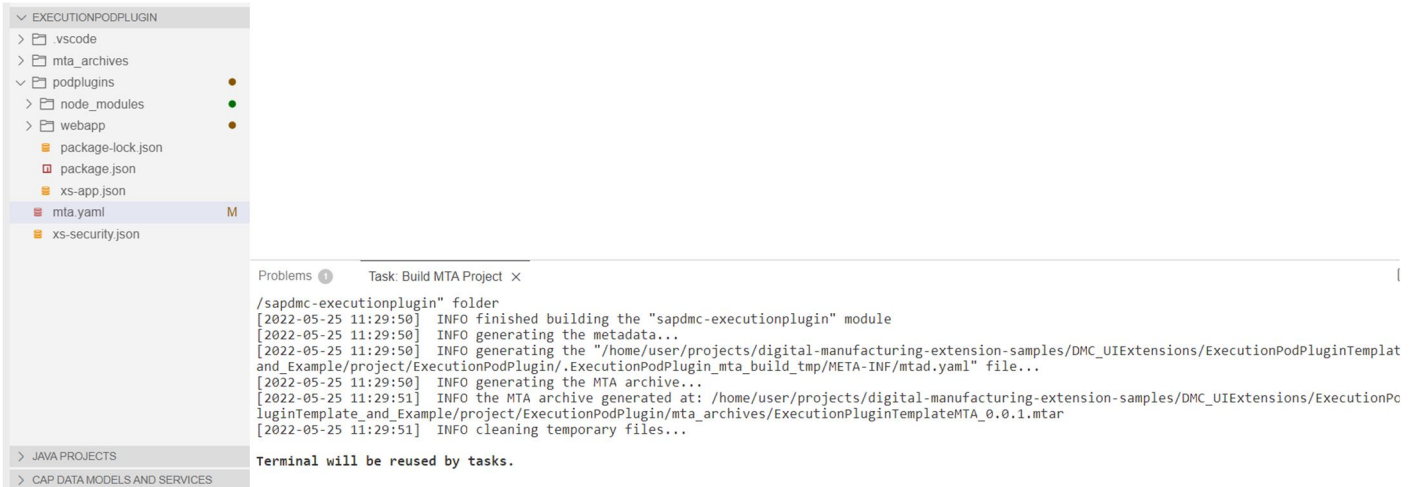 EXECUTIONPODPLUGIN
.vscode
mta_archives
podplugins
node_modules
webapp
package-lock.json
package.json
xs-app.json
mta.yaml M
xs-security.json
JAVA PROJECTS
CAP DATA MODELS AND SERVICES
Problems 1 Task: Build MTA Project ×
/sapdmc-executionplugin" folder
[2022-05-25 11:29:50] INFO finished building the "sapdmc-executionplugin" module
[2022-05-25 11:29:50] INFO generating the metadata...
[2022-05-25 11:29:50] INFO generating the "/home/user/projects/digital-manufacturing-extension-samples/DMC_UIExtensions/ExecutionPodPluginTemplat
and_Example/project/ExecutionPodPlugin/.ExecutionPodPlugin_mta_build_tmp/META-INF/mtad.yaml" file...
[2022-05-25 11:29:50] INFO generating the MTA archive...
[2022-05-25 11:29:51] INFO the MTA archive generated at: /home/user/projects/digital-manufacturing-extension-samples/DMC_UIExtensions/ExecutionPo
luginTemplate_and_Example/project/ExecutionPodPlugin/mta_archives/ExecutionPluginTemplateMTA_0.0.1.mtar
[2022-05-25 11:29:51] INFO cleaning temporary files...
Terminal will be reused by tasks.